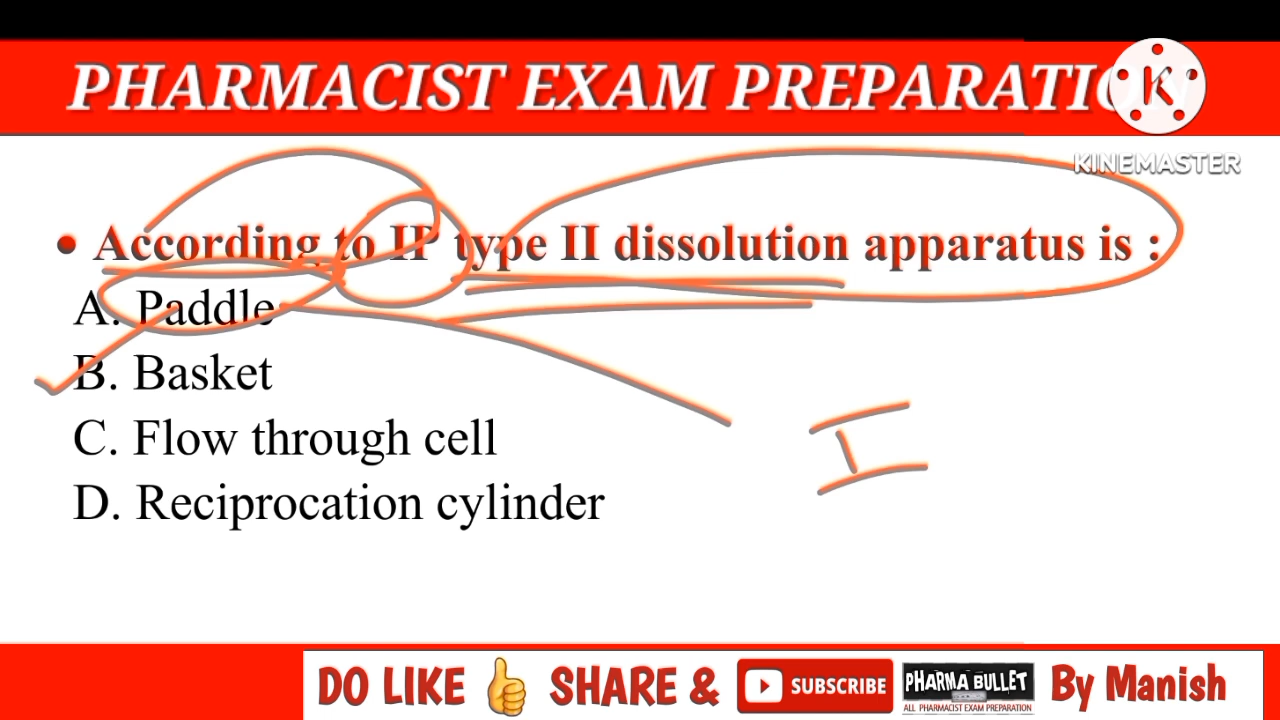 PHARMACIST EXAM PREPARATION
KINEMASTER
• According to IP type II dissolution apparatus is :
A. Paddle
B. Basket
C. Flow through cell
D. Reciprocation cylinder
I
DO LIKE SHARE & SUBSCRIBE PHARMA BULLET By Manish
ALL PHARMACIST EXAM PREPARATION